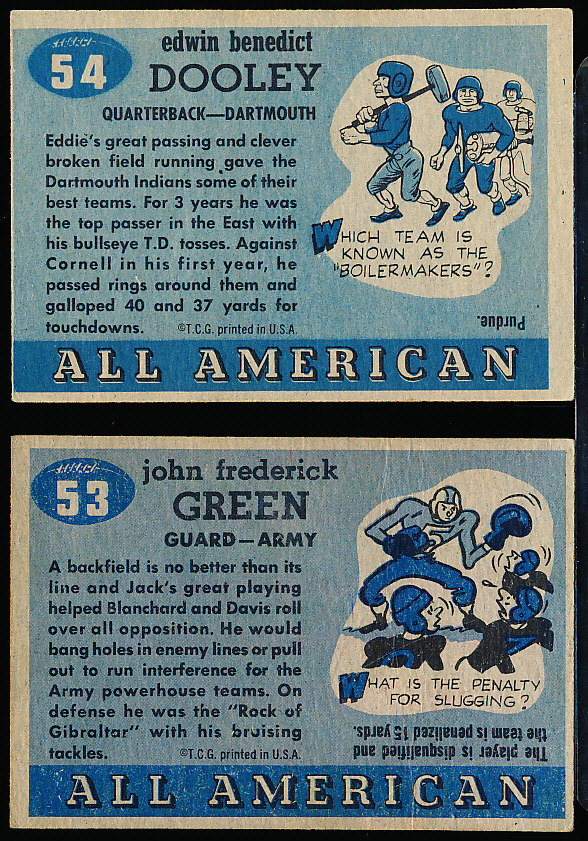 54
edwin benedict
DOOLEY
QUARTERBACK—DARTMOUTH
Eddie's great passing and clever
broken field running gave the
Dartmouth Indians some of their
best teams. For 3 years he was
the top passer in the East with
his bullseye T.D. tosses. Against
Cornell in his first year, he
passed rings around them and
galloped 40 and 37 yards for
touchdowns. ©T.C.G. printed in U.S.A.
WHICH TEAM IS
KNOWN AS THE
"BOILERMAKERS"?
Purdue.
ALL AMERICAN
53
john frederick
GREEN
GUARD—ARMY
A backfield is no better than its
line and Jack's great playing
helped Blanchard and Davis roll
over all opposition. He would
bang holes in enemy lines or pull
out to run interference for the
Army powerhouse teams. On
defense he was the "Rock of
Gibraltar" with his bruising
tackles. ©T.C.G. printed in U.S.A.
WHAT IS THE PENALTY
FOR SLUGGING?
The player is disqualified and
the team is penalized 15 yards.
ALL AMERICAN